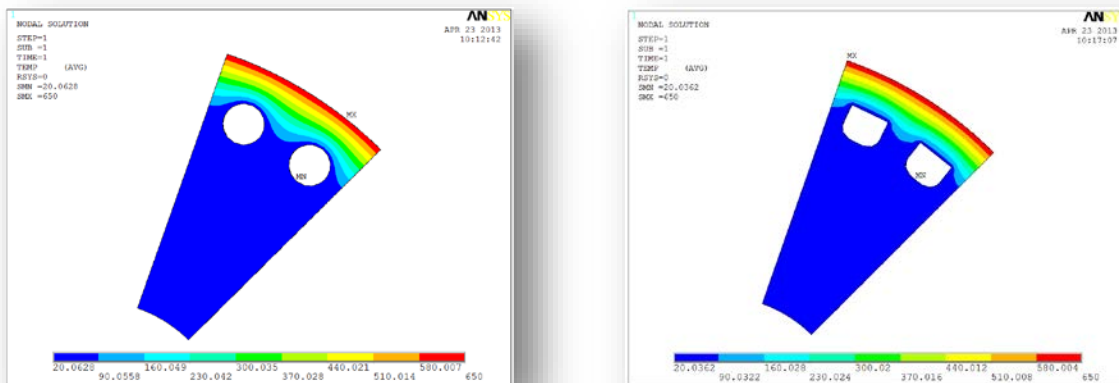 1
ANSYS
NODAL SOLUTION
APR 23 2013
10:12:42
STEP=1
SUB =1
TIME=1
TEMP (AVG)
RSYS=0
SMN =20.0628
SMX =650
MX
MN
20.0628 160.049 300.035 440.021 580.007
90.0558 230.042 370.028 510.014 650
1
ANSYS
NODAL SOLUTION
APR 23 2013
10:17:07
STEP=1
SUB =1
TIME=1
TEMP (AVG)
RSYS=0
SMN =20.0362
SMX =650
MX
MN
20.0362 160.028 300.02 440.012 580.004
90.0322 230.024 370.016 510.008 650